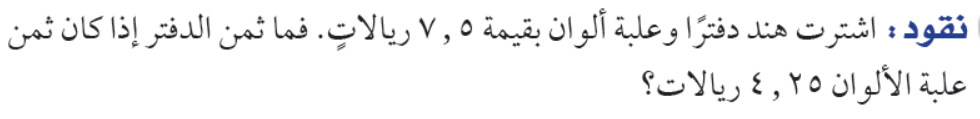 نقود : اشترت هند دفترًا وعلبة ألوان بقيمة ٧,٥ ريالاتٍ. فما ثمن الدفتر إذا كان ثمن
علبة الألوان ٤,٢٥ ريالات؟